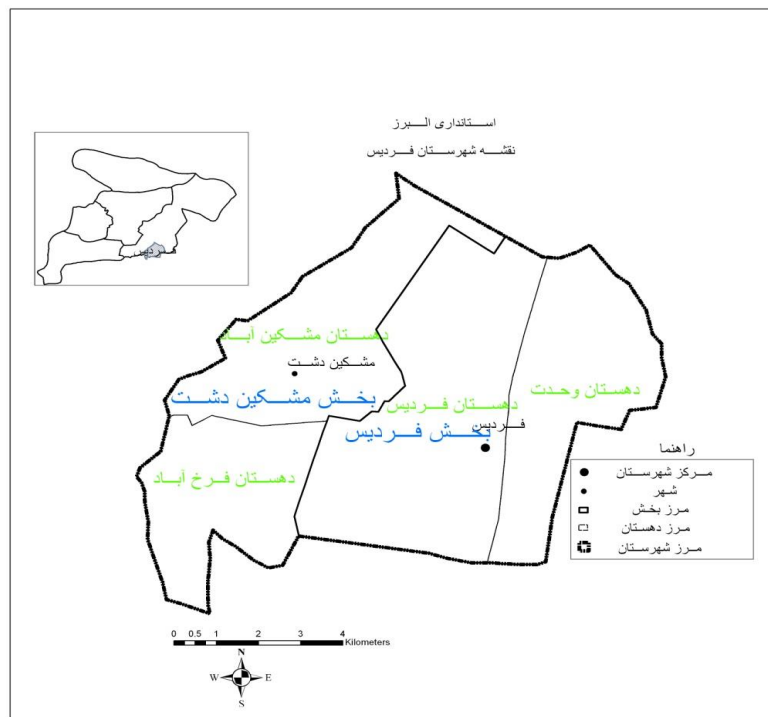 استانداری البرز
نقشه شهرستان فردیس
فردیس
دهستان مشکین آباد
مشکین دشت
بخش مشکین دشت
دهستان وحدت
دهستان فردیس
فردیس
بخش فردیس
دهستان فرخ آباد
راهنما
مرکز شهرستان
شهر
مرز بخش
مرز دهستان
مرز شهرستان
0 0.5 1 2 3 4
Kilometers
N
W E
S